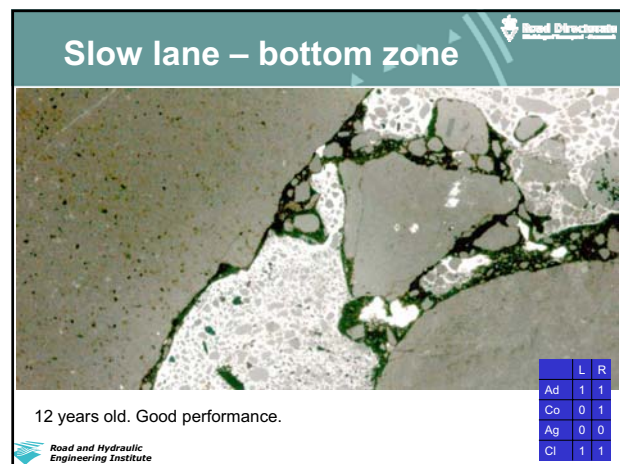 Road Directorate
Slow lane – bottom zone
12 years old. Good performance.
L R
Ad 1 1
Co 0 1
Ag 0 0
Cl 1 1
Road and Hydraulic
Engineering Institute